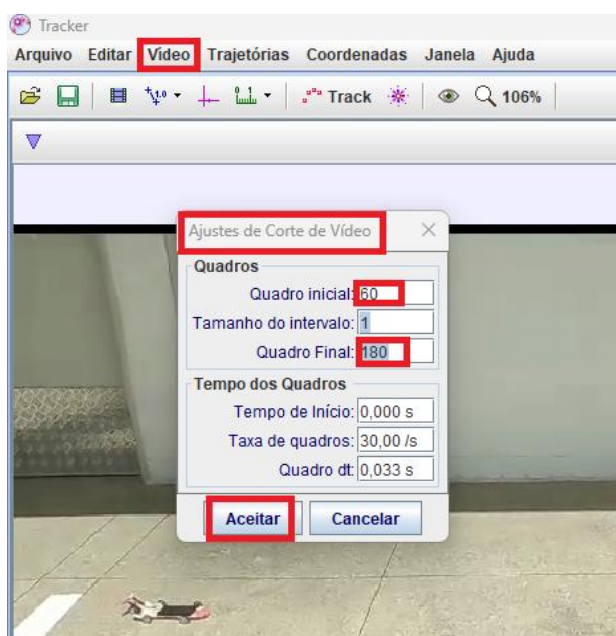 Tracker
Arquivo Editar Vídeo Trajetórias Coordenadas Janela Ajuda
Track 106%
Ajustes de Corte de Vídeo
Quadros
Quadro inicial: 60
Tamanho do intervalo: 1
Quadro Final: 180
Tempo dos Quadros
Tempo de Início: 0,000 s
Taxa de quadros: 30,00 /s
Quadro dt: 0,033 s
Aceitar Cancelar